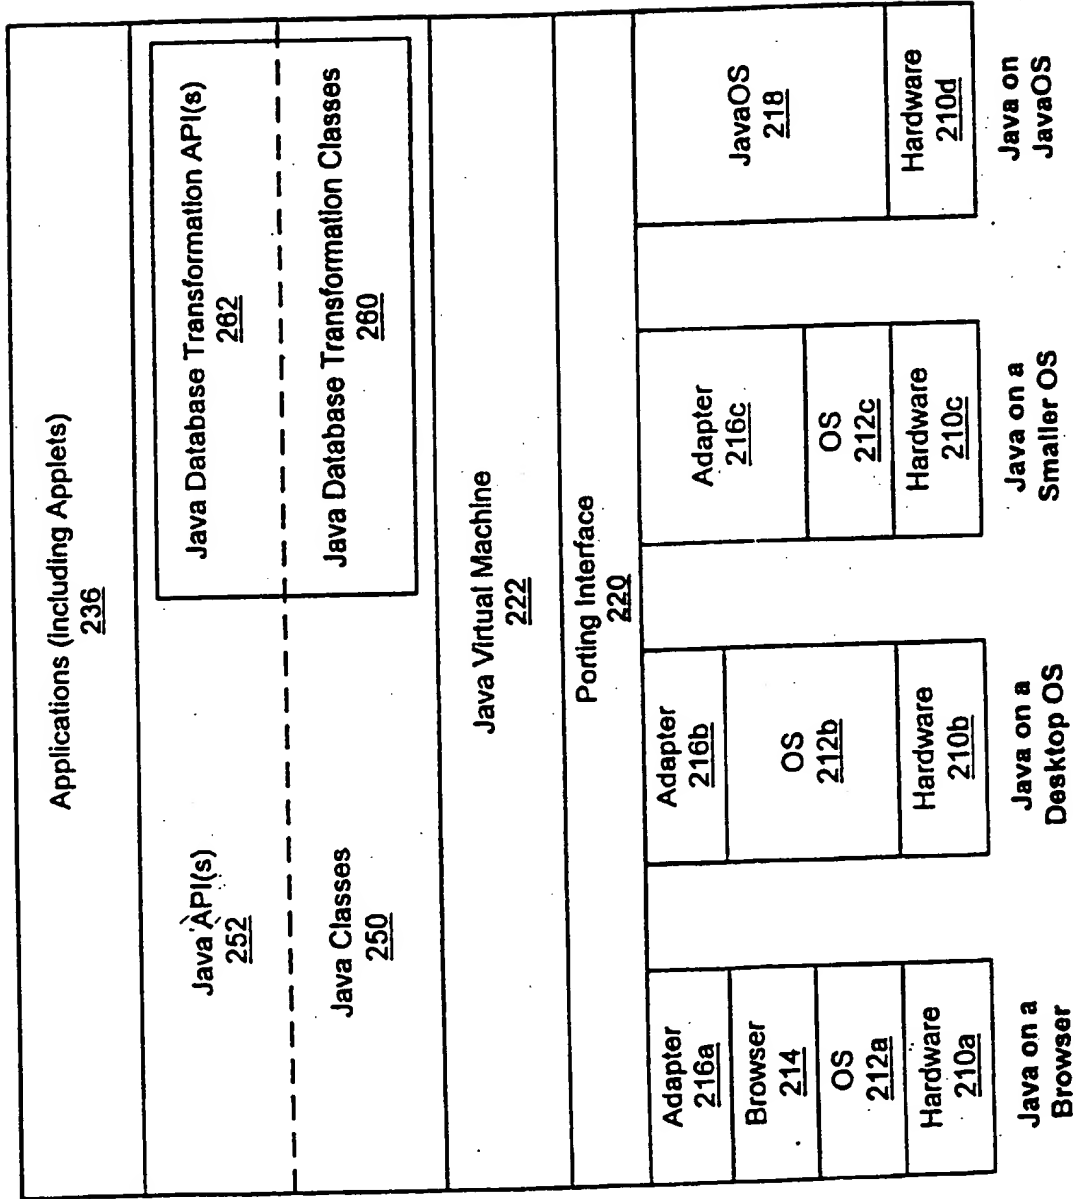 Applications (Including Applets)
236
Java API(s)
252
Java Database Transformation API(s)
262
Java Classes
250
Java Database Transformation Classes
260
Java Virtual Machine
222
Porting Interface
220
Adapter
216a
Browser
214
OS
212a
Hardware
210a
Java on a
Browser
Adapter
216b
OS
212b
Hardware
210b
Java on a
Desktop OS
Adapter
216c
OS
212c
Hardware
210c
Java on a
Smaller OS
JavaOS
218
Hardware
210d
Java on
JavaOS